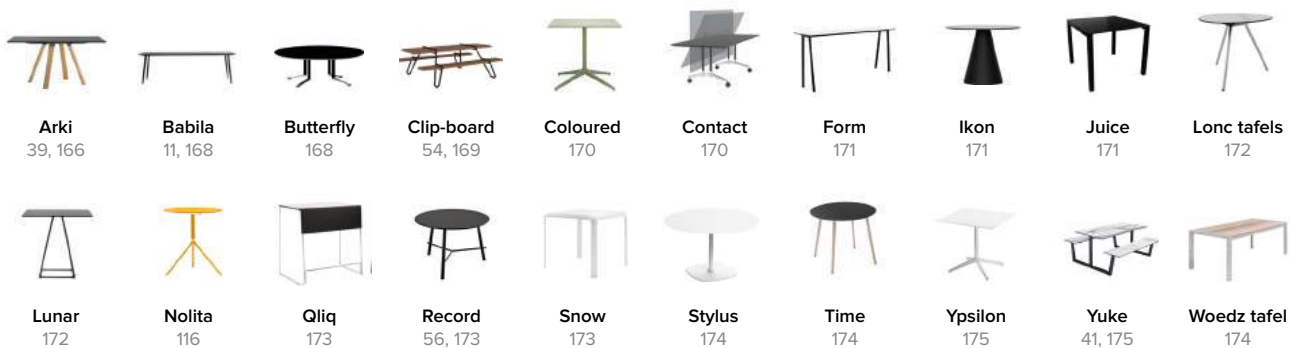 Arki
39, 166
Babila
11, 168
Butterfly
168
Clip-board
54, 169
Coloured
170
Contact
170
Form
171
Ikon
171
Juice
171
Lonc tafels
172
Lunar
172
Nolita
116
Qliq
173
Record
56, 173
Snow
173
Stylus
174
Time
174
Ypsilon
175
Yuke
41, 175
Woedz tafel
174